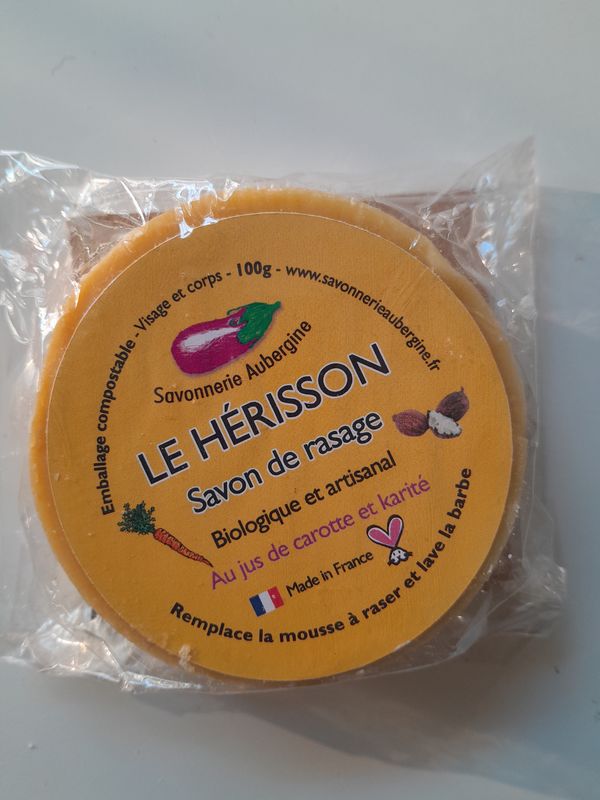 Emballage compostable - Visage et corps - 100g - www.savonnerieaubergine.fr
Savonnerie Aubergine
LE HÉRISSON
Savon de rasage
Biologique et artisanal
Au jus de carotte et karité
Made in France
Remplace la mousse à raser et lave la barbe